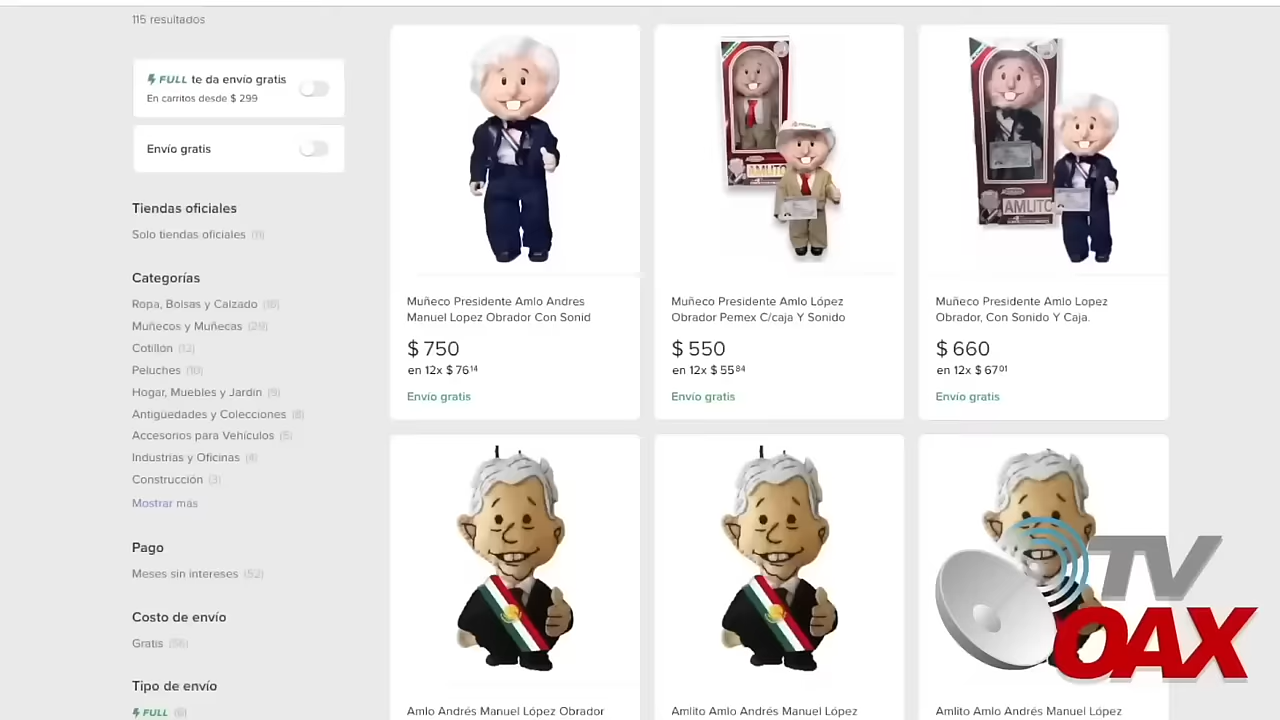 115 resultados
FULL te da envío gratis
En carritos desde $ 299
Envío gratis
Tiendas oficiales
Solo tiendas oficiales (11)
Categorías
Ropa, Bolsas y Calzado
Muñecos y Muñecas
Cotillón (12)
Peluches (10)
Hogar, Muebles y Jardín (9)
Antigüedades y Colecciones (8)
Accesorios para Vehículos (5)
Industrias y Oficinas (4)
Construcción (3)
Mostrar más
Pago
Meses sin intereses (52)
Costo de envío
Gratis
Tipo de envío
FULL
AMLITO
AMLITO
Muñeco Presidente Amlo Andres
Manuel Lopez Obrador Con Sonid
$ 750
en 12x $ 76 14
Envío gratis
Muñeco Presidente Amlo López
Obrador Pemex C/caja Y Sonido
$ 550
en 12x $ 55 84
Envío gratis
Muñeco Presidente Amlo Lopez
Obrador, Con Sonido Y Caja.
$ 660
en 12x $ 67 01
Envío gratis
Amlo Andrés Manuel López Obrador
Amlito Amlo Andrés Manuel López
Amlito Amlo Andrés Manuel López
TV
OAX